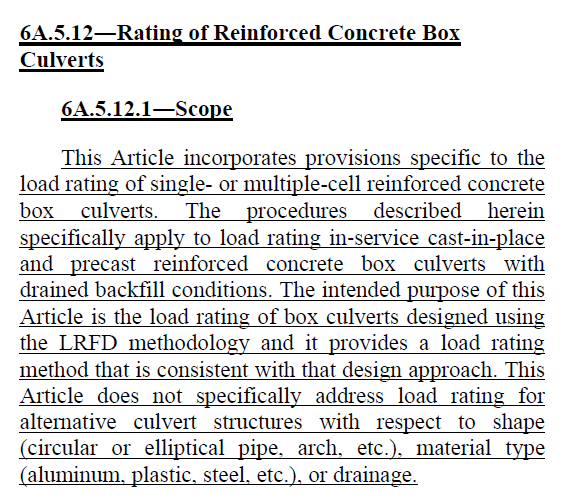 6A.5.12—Rating of Reinforced Concrete Box
Culverts
6A.5.12.1—Scope
This Article incorporates provisions specific to the
load rating of single- or multiple-cell reinforced concrete
box culverts. The procedures described herein
specifically apply to load rating in-service cast-in-place
and precast reinforced concrete box culverts with
drained backfill conditions. The intended purpose of this
Article is the load rating of box culverts designed using
the LRFD methodology and it provides a load rating
method that is consistent with that design approach. This
Article does not specifically address load rating for
alternative culvert structures with respect to shape
(circular or elliptical pipe, arch, etc.), material type
(aluminum, plastic, steel, etc.), or drainage.